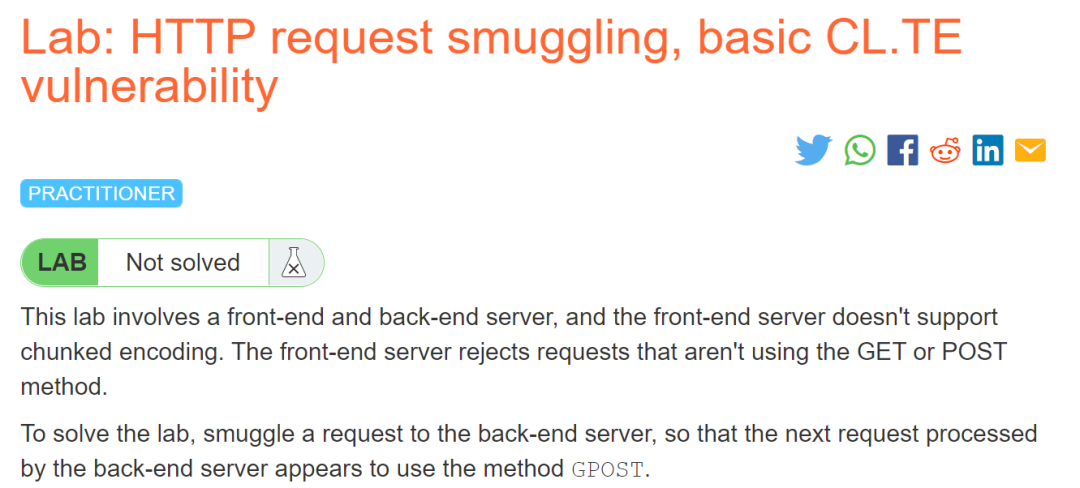 Lab: HTTP request smuggling, basic CL.TE
vulnerability
PRACTITIONER
LAB Not solved
This lab involves a front-end and back-end server, and the front-end server doesn't support
chunked encoding. The front-end server rejects requests that aren't using the GET or POST
method.
To solve the lab, smuggle a request to the back-end server, so that the next request processed
by the back-end server appears to use the method GPOST.